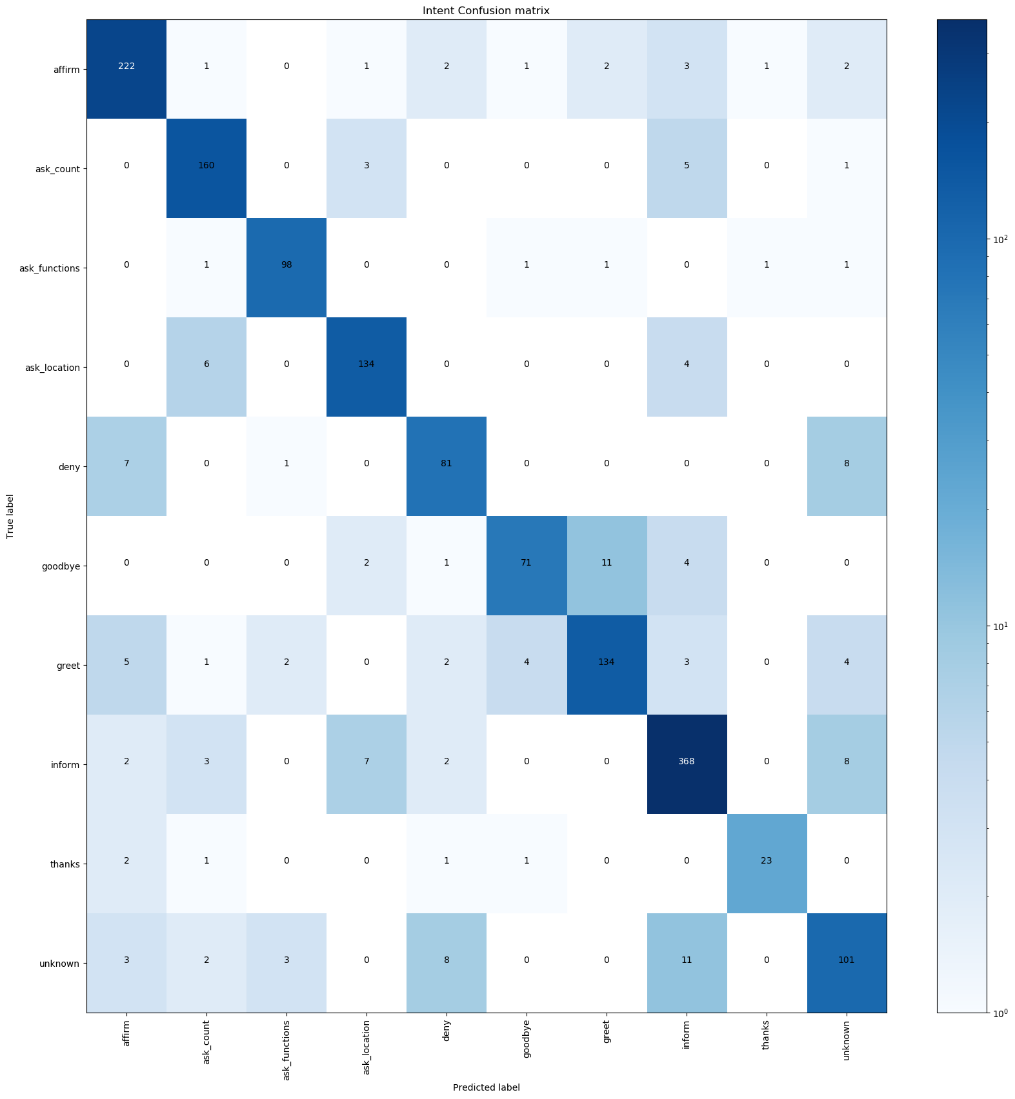 Intent Confusion matrix
affirm 222 1 0 1 2 1 2 3 1 2
ask_count 0 160 0 3 0 0 0 5 0 1
10²
ask_functions 0 1 98 0 0 1 1 0 1 1
ask_location 0 6 0 134 0 0 0 4 0 0
deny 7 0 1 0 81 0 0 0 0 8
True label
goodbye 0 0 0 2 1 71 11 4 0 0
10¹
greet 5 1 2 0 2 4 134 3 0 4
inform 2 3 0 7 2 0 0 368 0 8
thanks 2 1 0 0 1 1 0 0 23 0
unknown 3 2 3 0 8 0 0 11 0 101
10⁰
affirm ask_count ask_functions ask_location deny goodbye greet inform thanks unknown
Predicted label